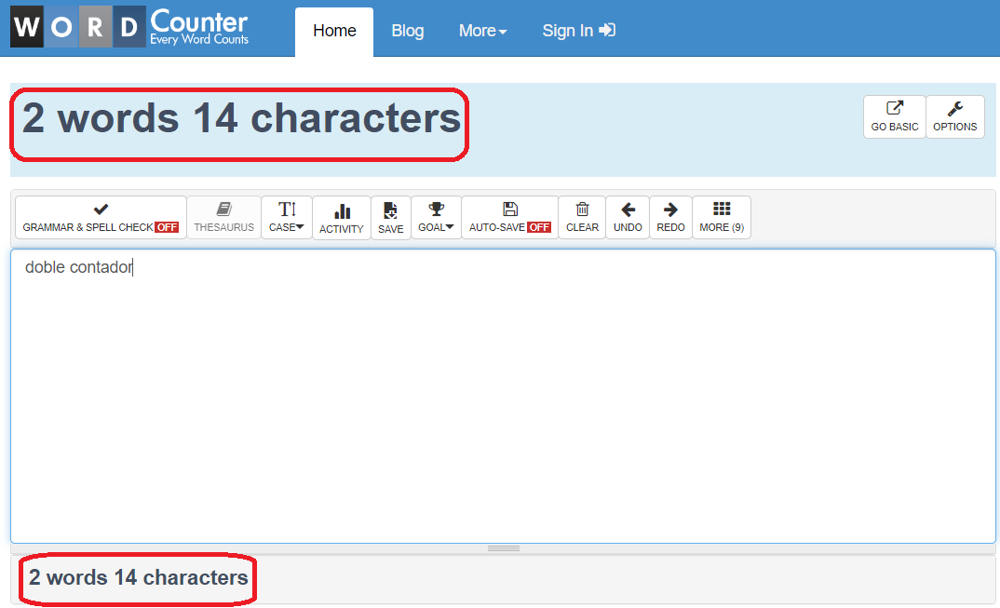 WORD Counter
Every Word Counts
Home Blog More Sign In
2 words 14 characters
GO BASIC OPTIONS
GRAMMAR & SPELL CHECK OFF THESAURUS CASE ACTIVITY SAVE GOAL AUTO-SAVE OFF CLEAR UNDO REDO MORE (9)
doble contador
2 words 14 characters